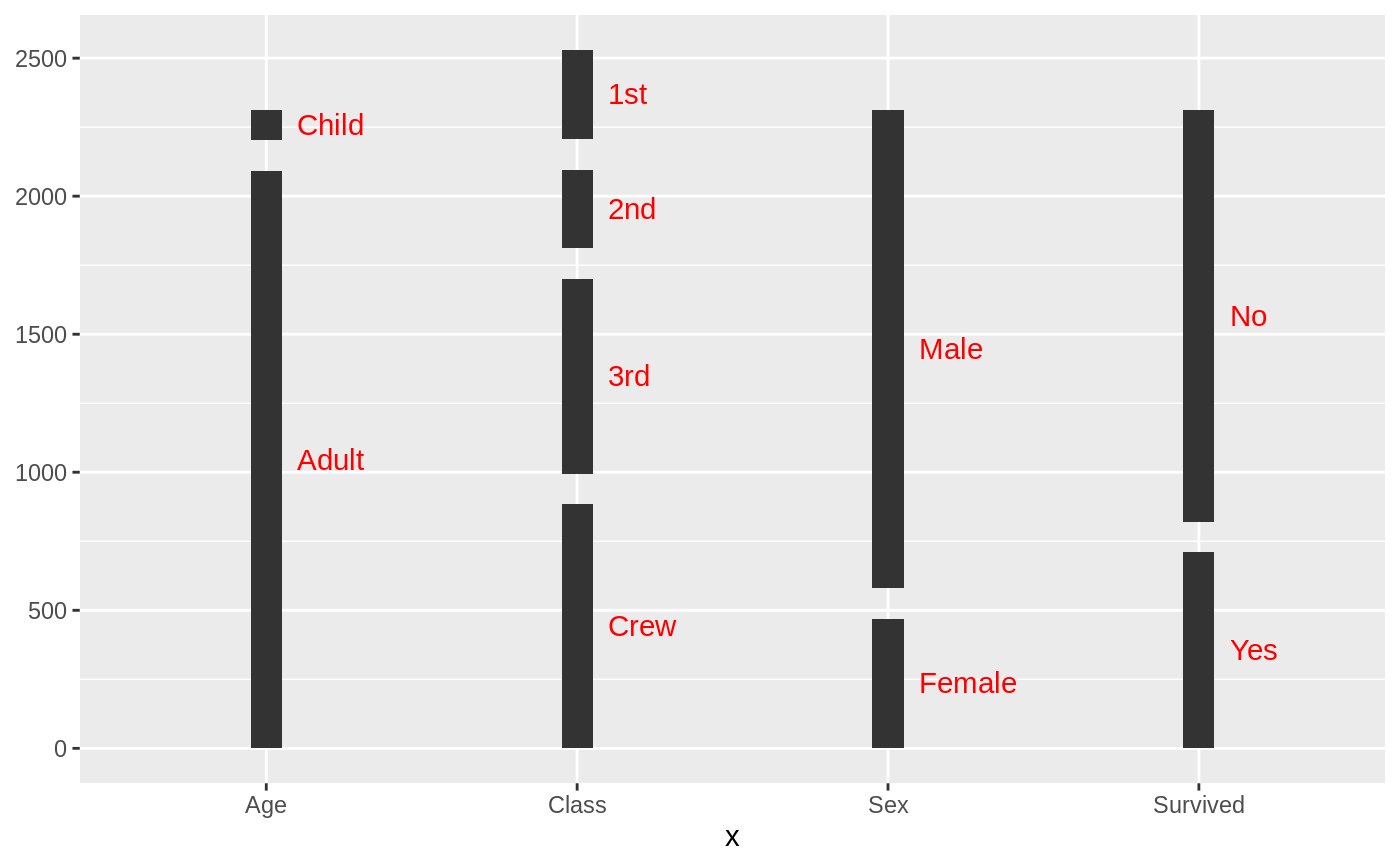 2500
2000
1500
1000
500
0
Child
Adult
1st
2nd
3rd
Crew
Male
Female
No
Yes
Age Class Sex Survived
x